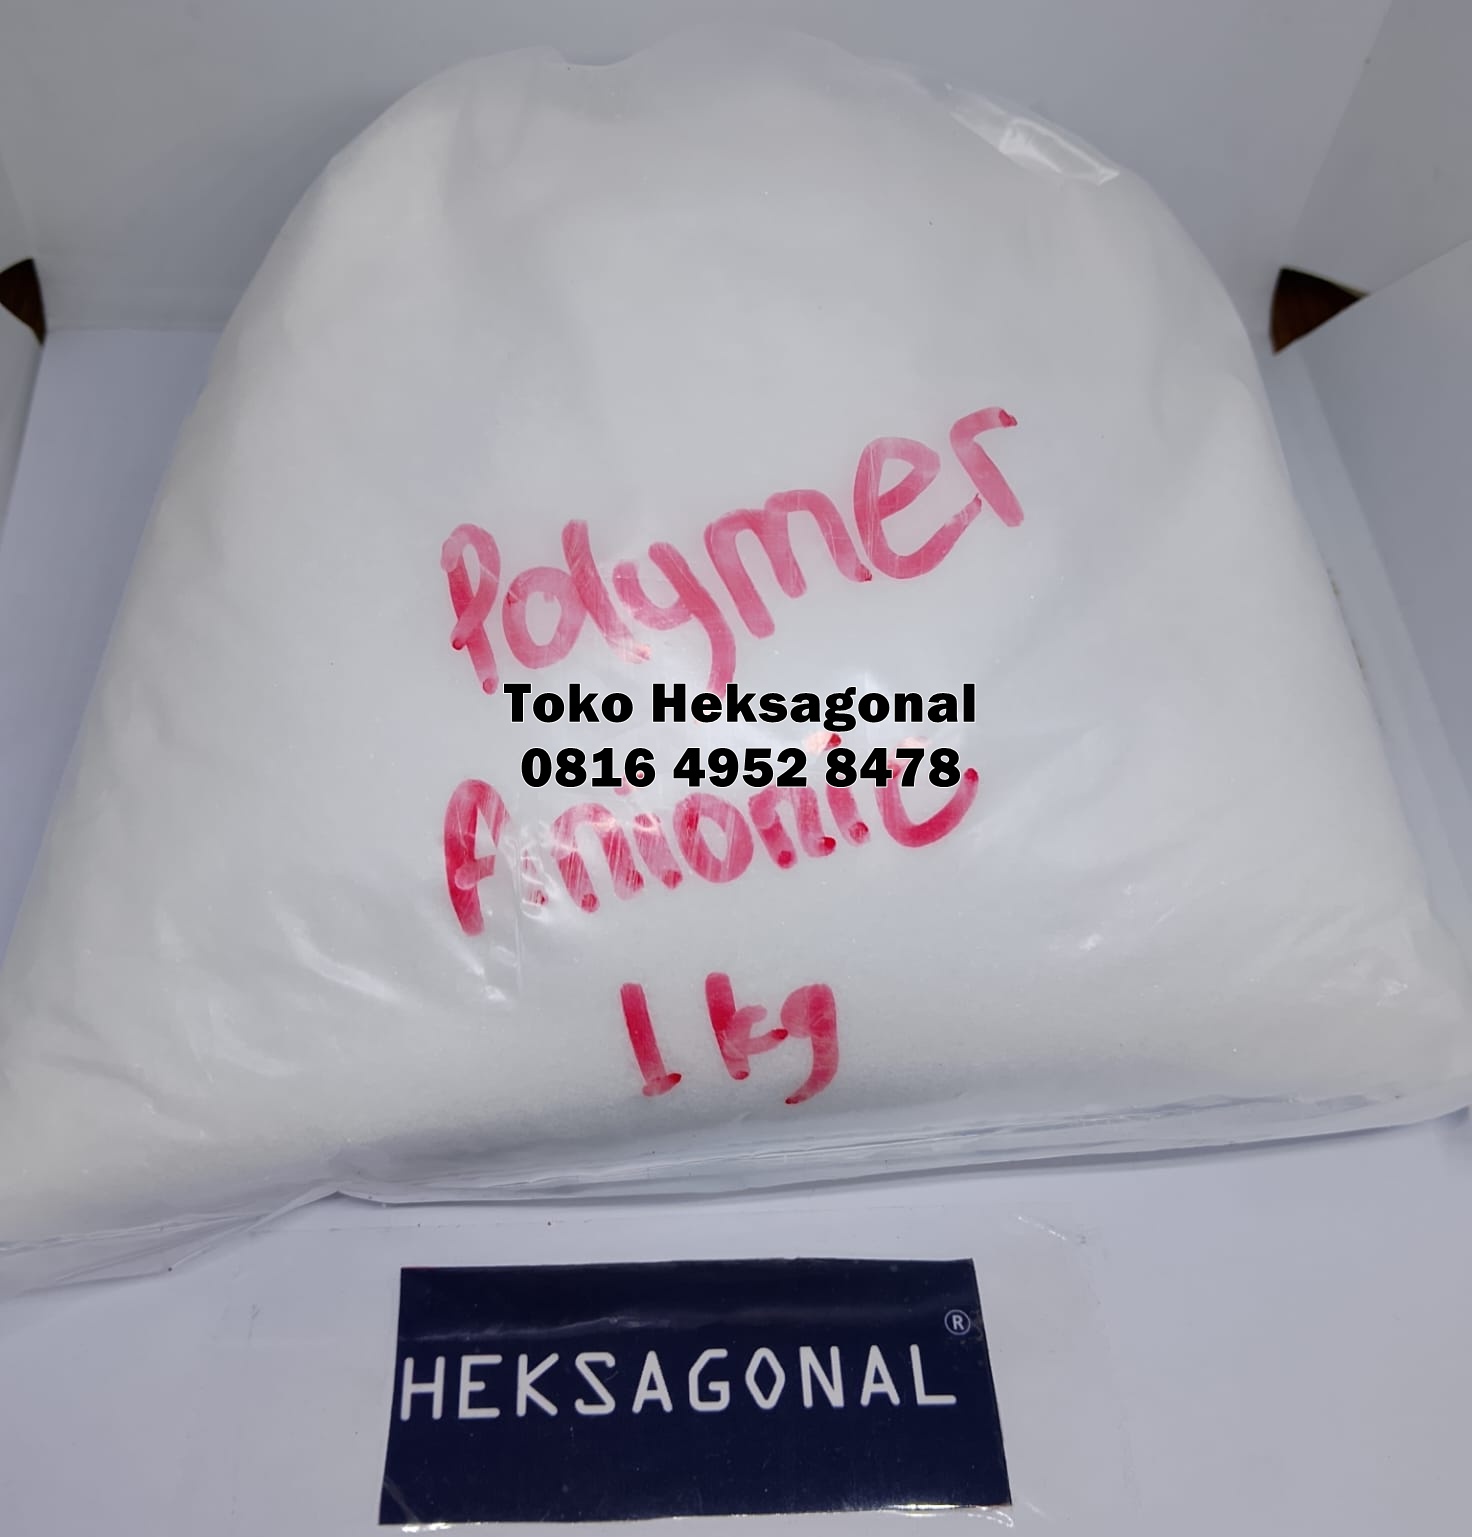 Polymer
Toko Heksagonal
0816 4952 8478
Anionic
1 kg
HEKSAGONAL ®